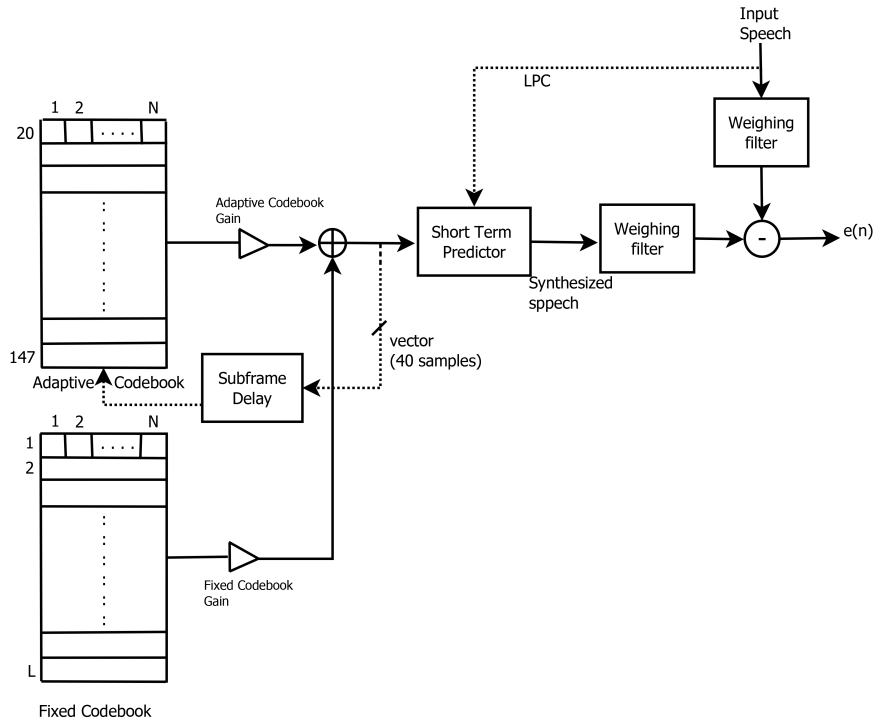 Input
Speech
LPC
1 2 N
20 . . . .
Weighing
filter
Adaptive Codebook
Gain
Short Term
Predictor
Weighing
filter
-
e(n)
Synthesized
sppech
vector
(40 samples)
147
Adaptive Codebook
Subframe
Delay
1 2 N
1 . . . .
2
Fixed Codebook
Gain
L
Fixed Codebook